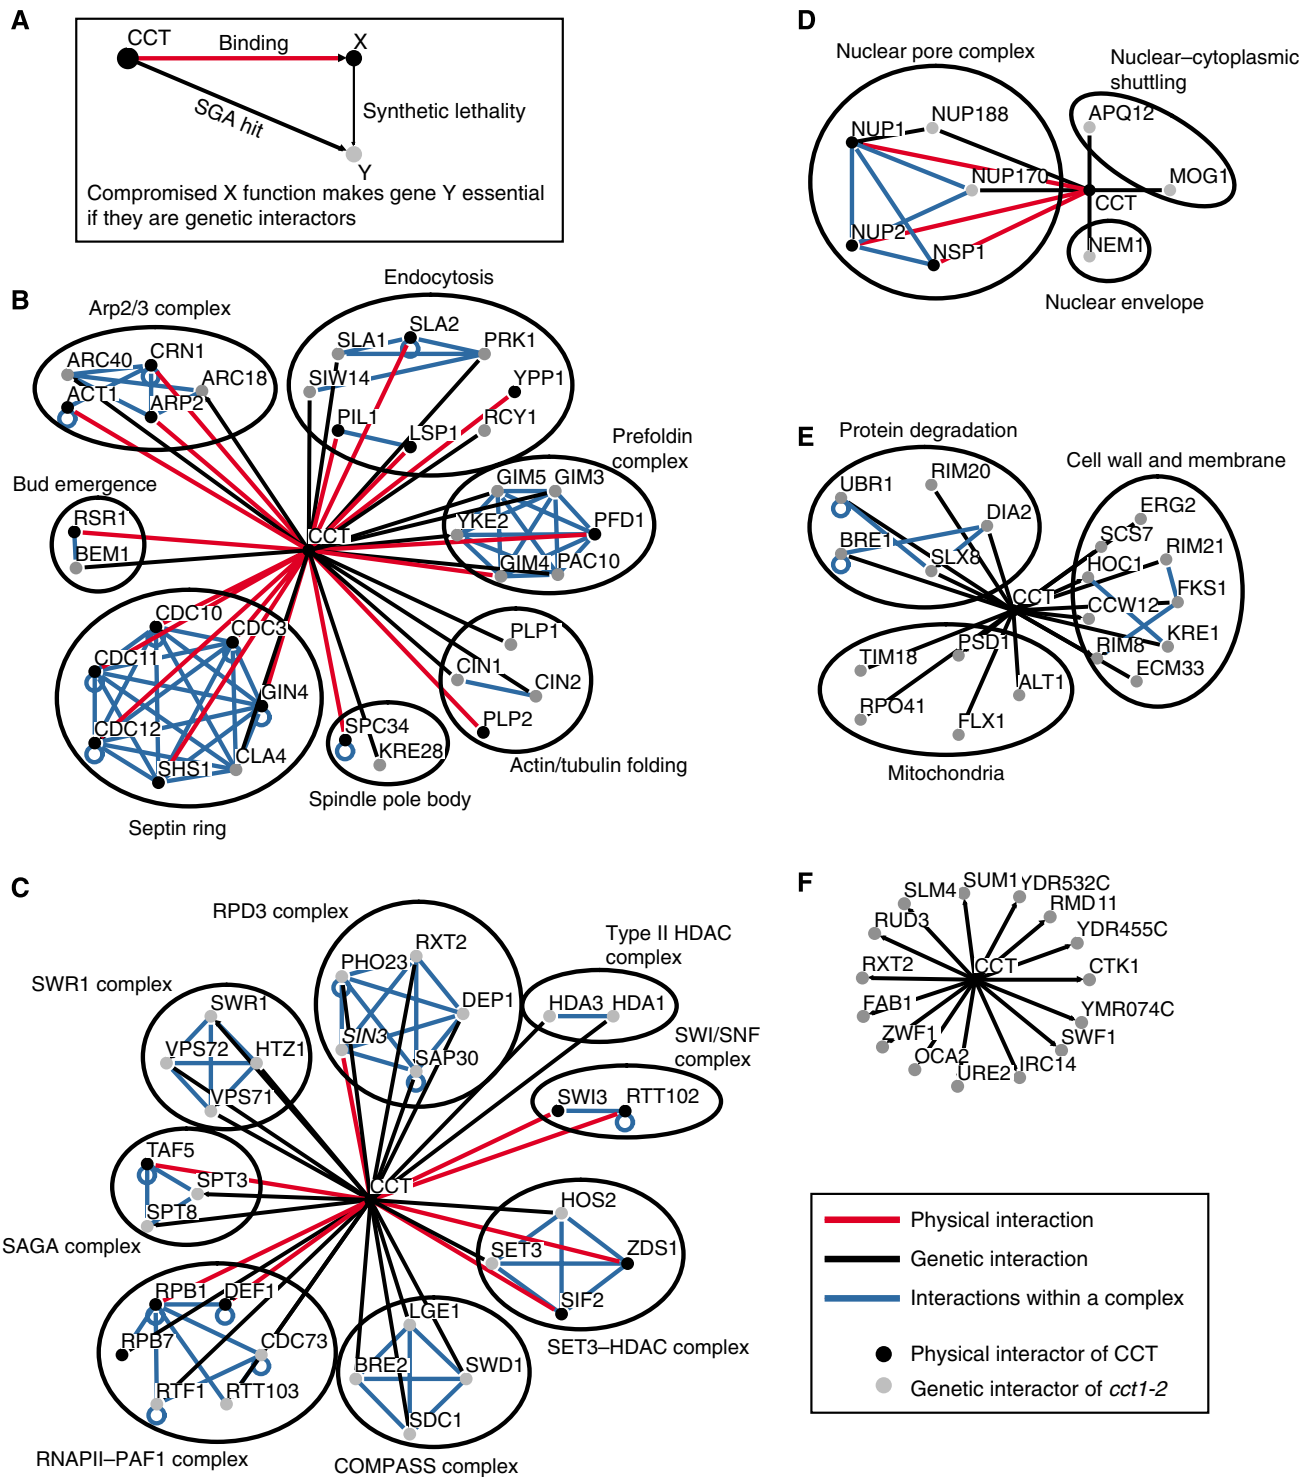 A
CCT
Binding
X
SGA hit
Synthetic lethality
Y
Compromised X function makes gene Y essential
if they are genetic interactors
B
Arp2/3 complex
ARC40
CRN1
ARC18
ACT1
ARP2
Endocytosis
SLA1
SLA2
PRK1
SIW14
YPP1
PIL1
LSP1
RCY1
Prefoldin
complex
GIM5
GIM3
YKE2
PFD1
GIM4
PAC10
Bud emergence
RSR1
BEM1
CCT
CDC10
CDC3
CDC11
GIN4
CDC12
CLA4
SHS1
Septin ring
SPC34
KRE28
Spindle pole body
PLP1
CIN1
CIN2
PLP2
Actin/tubulin folding
C
RPD3 complex
RXT2
PHO23
DEP1
SIN3
SAP30
Type II HDAC
complex
HDA3
HDA1
SWI/SNF
complex
SWI3
RTT102
SWR1 complex
SWR1
VPS72
HTZ1
VPS71
TAF5
SPT3
SPT8
SAGA complex
CCT
HOS2
SET3
ZDS1
SIF2
SET3–HDAC complex
RPB1
DEF1
RPB7
CDC73
RTF1
RTT103
RNAPII–PAF1 complex
LGE1
BRE2
SWD1
SDC1
COMPASS complex
D
Nuclear pore complex
NUP1
NUP188
NUP170
NUP2
NSP1
Nuclear–cytoplasmic
shuttling
APQ12
MOG1
CCT
NEM1
Nuclear envelope
E
Protein degradation
UBR1
RIM20
DIA2
BRE1
SLX8
Cell wall and membrane
ERG2
SCS7
RIM21
HOC1
FKS1
CCW12
KRE1
RIM8
ECM33
CCT
TIM18
PSD1
ALT1
RPO41
FLX1
Mitochondria
F
SLM4
SUM1
YDR532C
RMD11
RUD3
YDR455C
RXT2
CCT
CTK1
FAB1
YMR074C
ZWF1
SWF1
OCA2
URE2
IRC14
Physical interaction
Genetic interaction
Interactions within a complex
Physical interactor of CCT
Genetic interactor of cct1-2